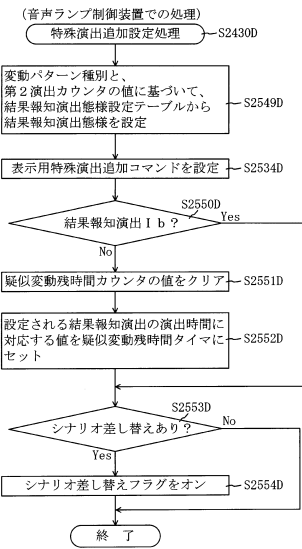 (音声ランプ制御装置での処理)
特殊演出追加設定処理
S2430D
変動パターン種別と、
第2演出カウンタの値に基づいて、
結果報知演出態様設定テーブルから
結果報知演出態様を設定
S2549D
表示用特殊演出追加コマンドを設定
S2534D
S2550D
結果報知演出Ⅰb?
Yes
No
疑似変動残時間カウンタの値をクリア
S2551D
設定される結果報知演出の演出時間に
対応する値を疑似変動残時間タイマに
セット
S2552D
S2553D
シナリオ差し替えあり?
No
Yes
シナリオ差し替えフラグをオン
S2554D
終了